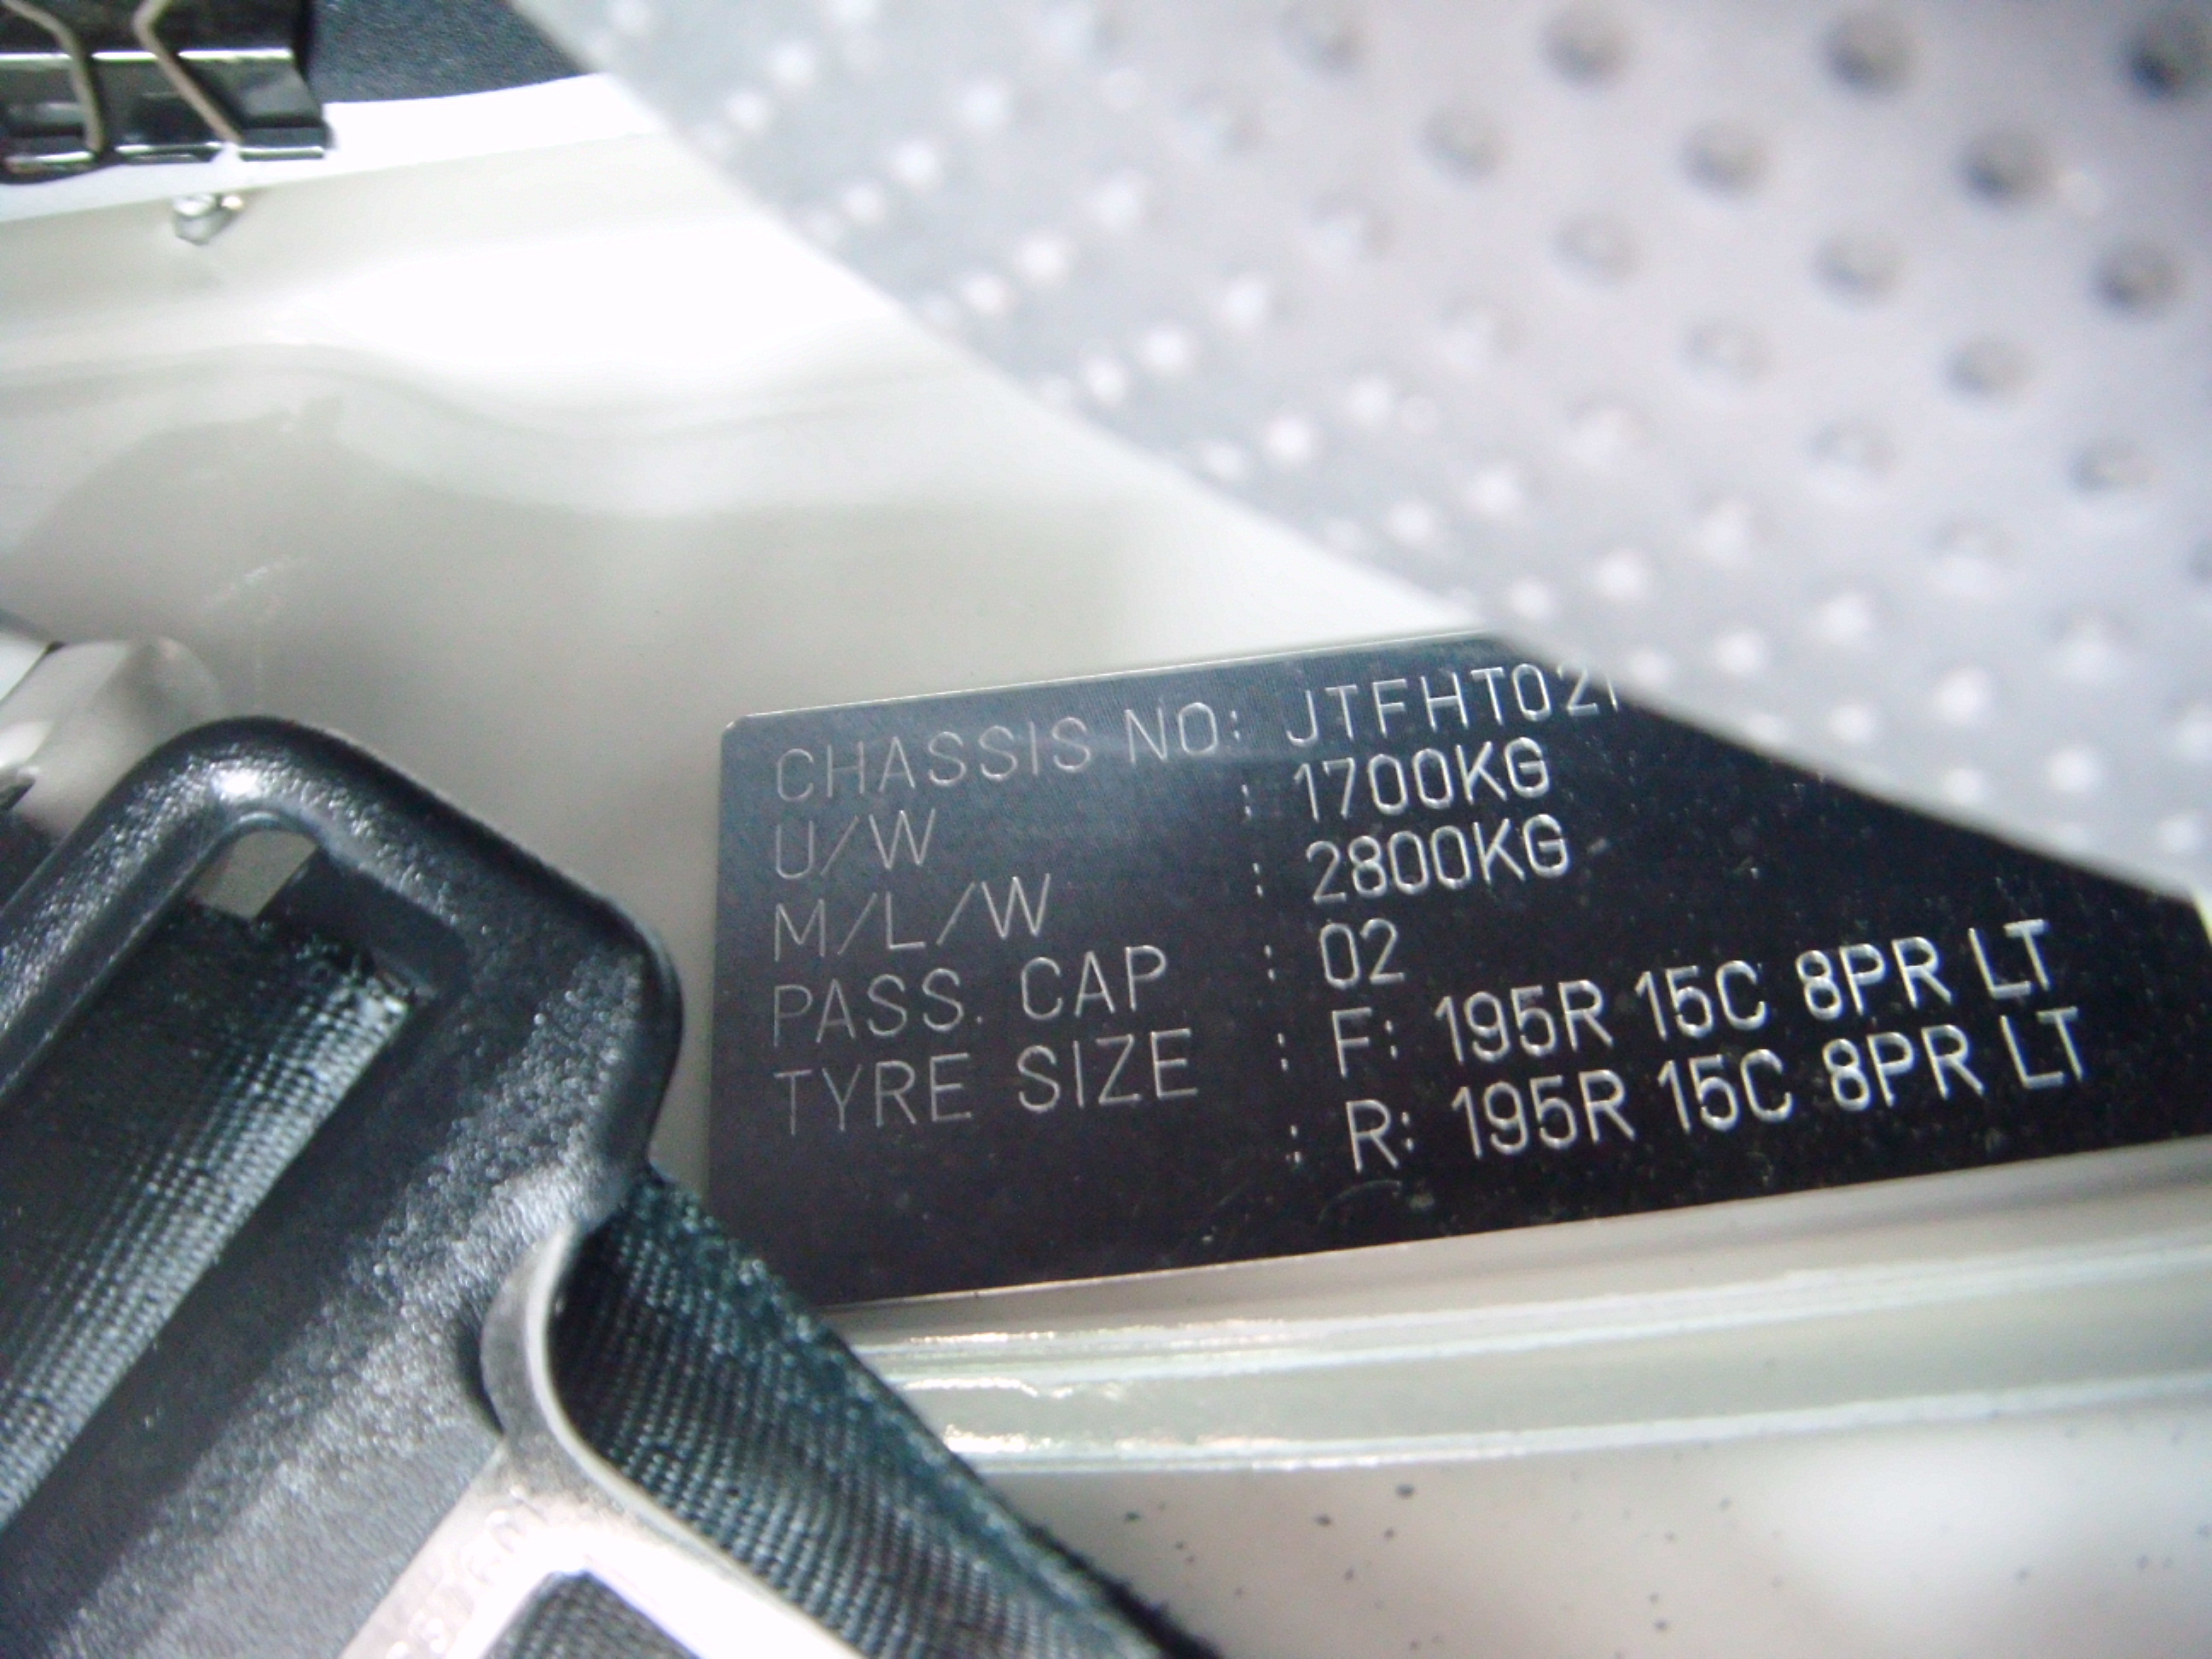 CHASSIS NO: JTFHT02
U/W : 1700KG
M/L/W : 2800KG
PASS. CAP : 02
TYRE SIZE : F: 195R 15C 8PR LT
: R: 195R 15C 8PR LT